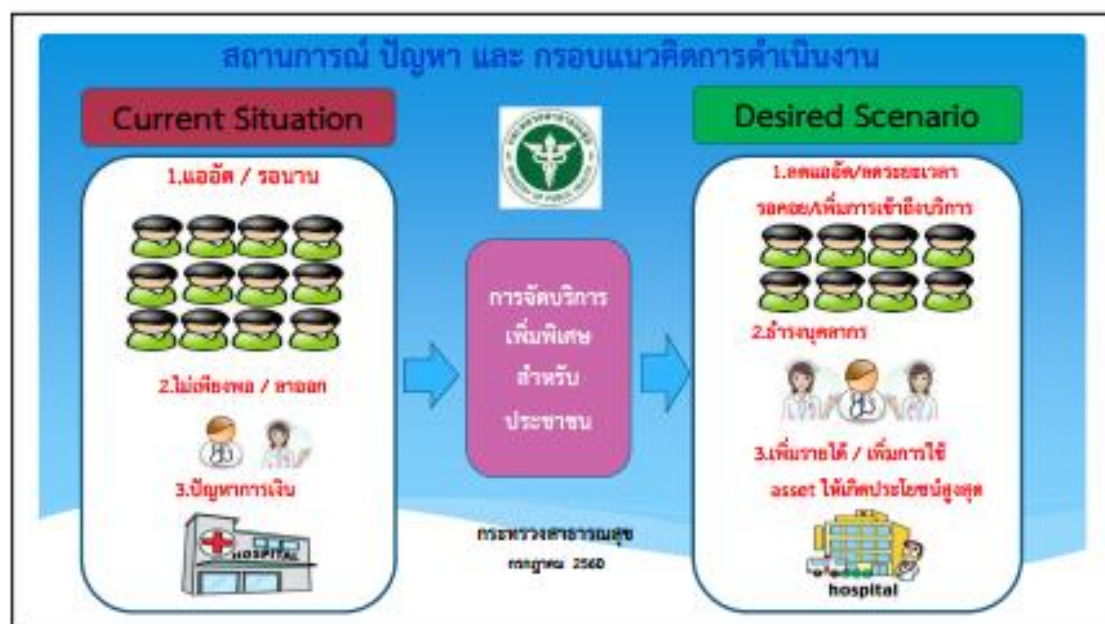 สถานการณ์ ปัญหา และ กรอบแนวคิดการดำเนินงาน
Current Situation
1.แออัด / รอนาน
2.ไม่เพียงพอ / ลาออก
3.ปัญหาการเงิน
HOSPITAL
การจัดบริการ
เพิ่มพิเศษ
สำหรับ
ประชาชน
กระทรวงสาธารณสุข
กรกฎาคม 2560
Desired Scenario
1.ลดแออัด/ลดระยะเวลา
รอคอย/เพิ่มการเข้าถึงบริการ
2.ธำรงบุคลากร
3.เพิ่มรายได้ / เพิ่มการใช้
asset ให้เกิดประโยชน์สูงสุด
hospital